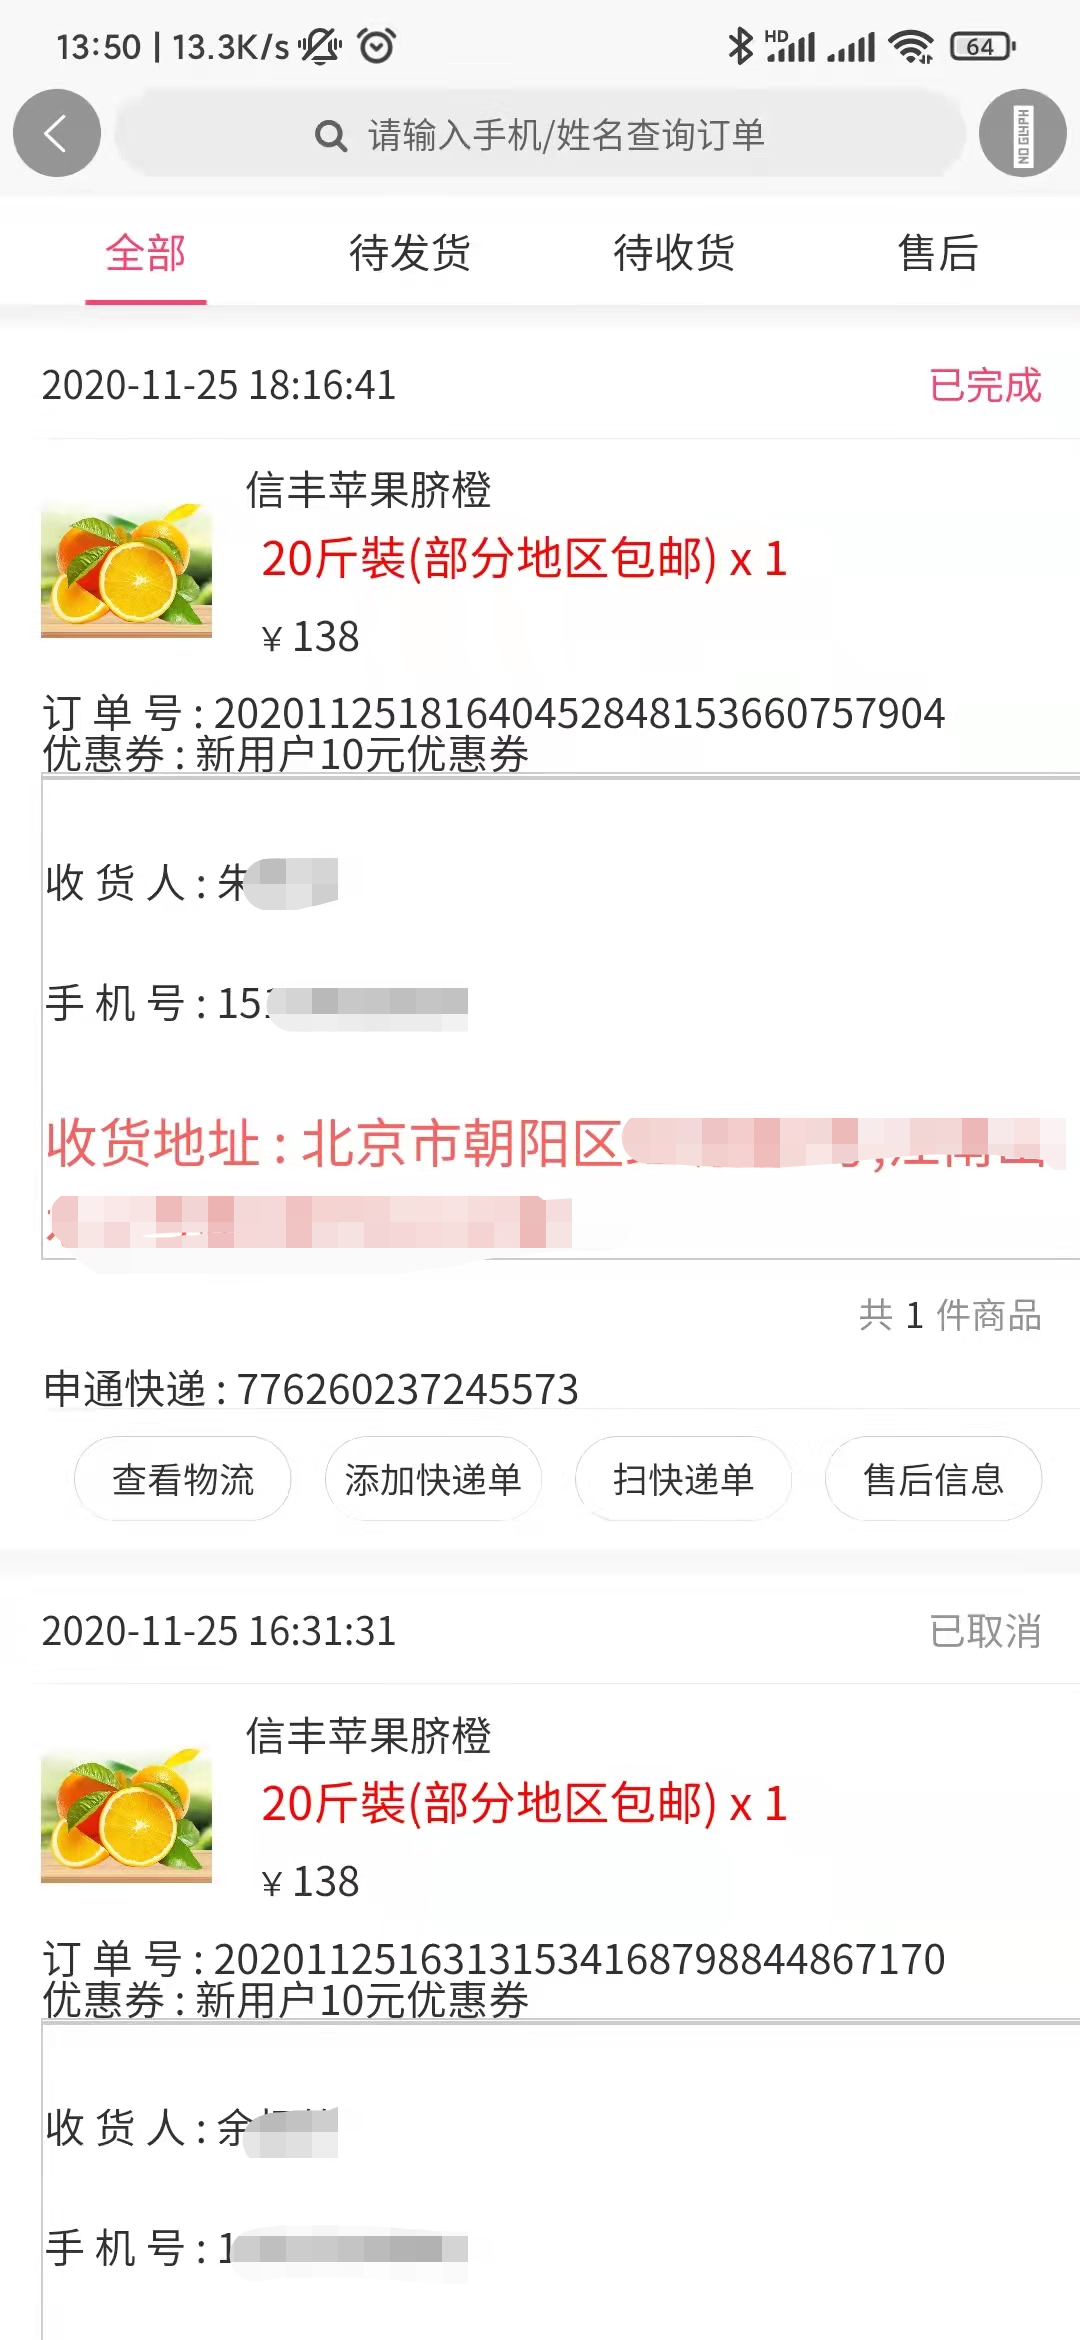 13:50 | 13.3K/s HD 64
请输入手机/姓名查询订单
全部 待发货 待收货 售后
2020-11-25 18:16:41 已完成
信丰苹果脐橙
20斤裝(部分地区包邮) x 1
¥ 138
订 单 号 : 20201125181640452848153660757904
优惠券 : 新用户10元优惠券
收 货 人 : 朱
手 机 号 : 15
收货地址 : 北京市朝阳区
共 1 件商品
申通快递 : 776260237245573
查看物流 添加快递单 扫快递单 售后信息
2020-11-25 16:31:31 已取消
信丰苹果脐橙
20斤裝(部分地区包邮) x 1
¥ 138
订 单 号 : 20201125163131534168798844867170
优惠券 : 新用户10元优惠券
收 货 人 : 余
手 机 号 : 1